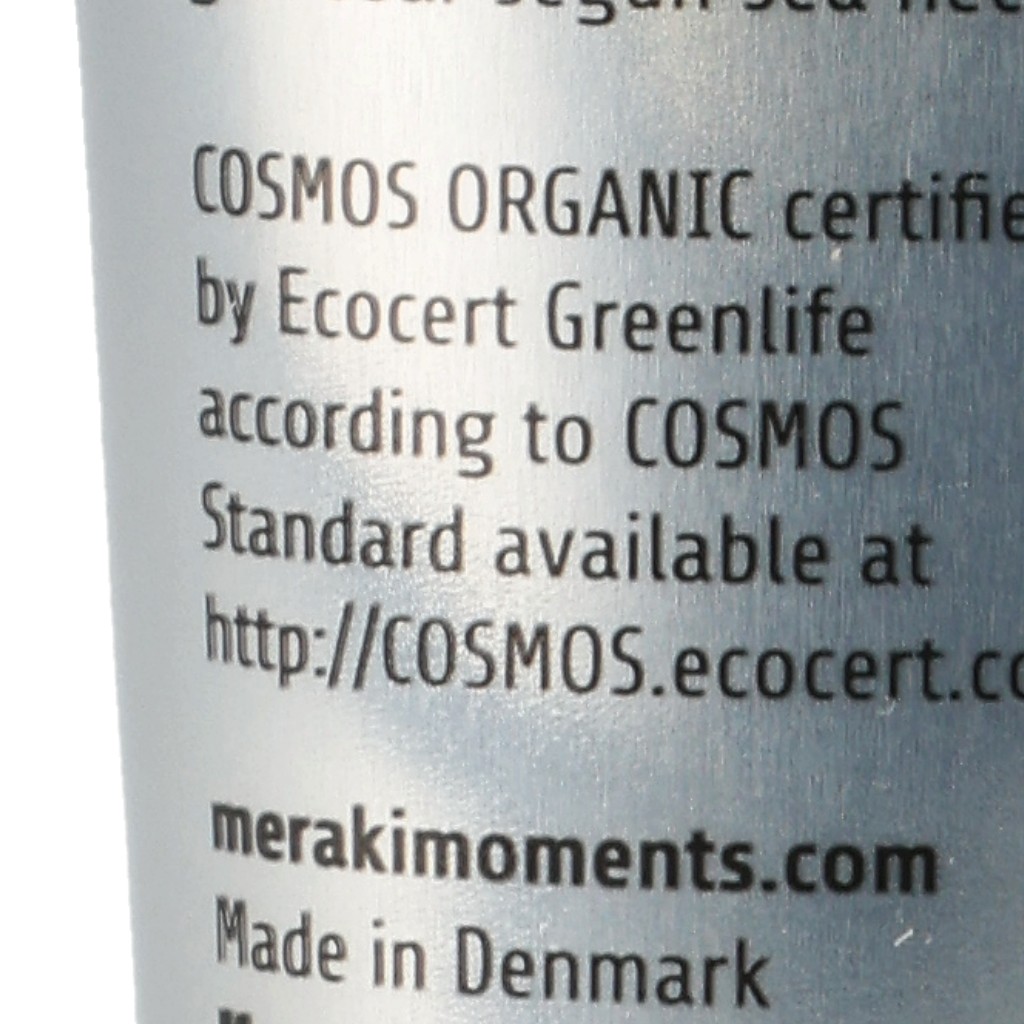 COSMOS ORGANIC certifie
by Ecocert Greenlife
according to COSMOS
Standard available at
http://COSMOS.ecocert.co
merakimoments.com
Made in Denmark